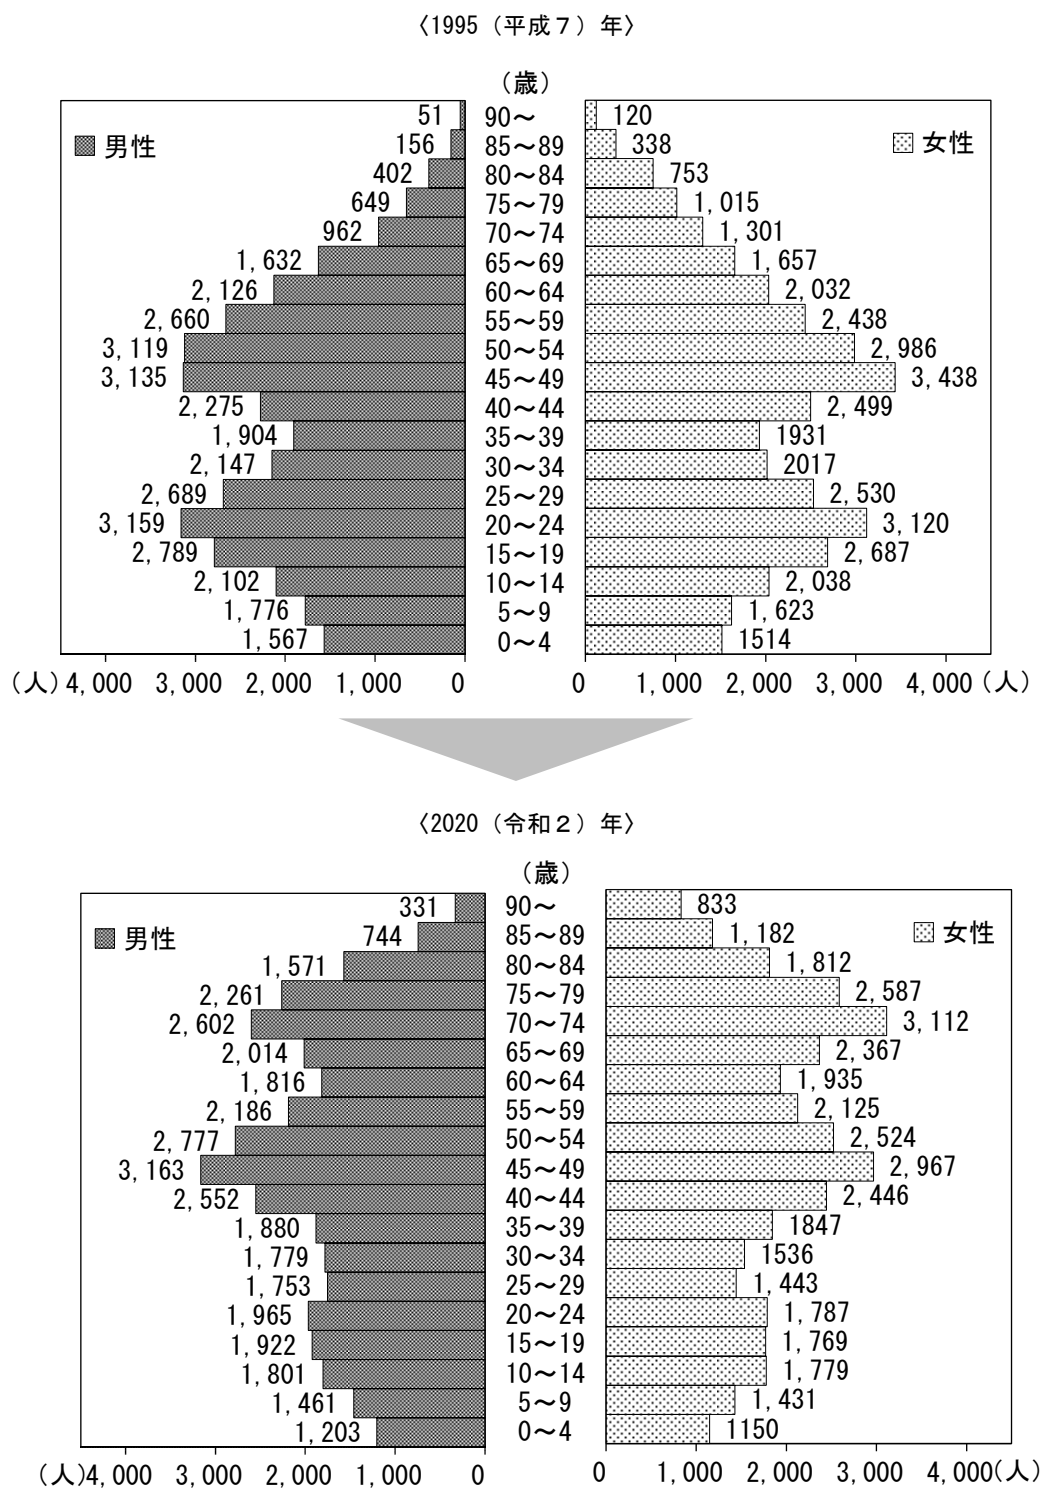 〈1995（平成７）年〉
（歳）
51 90～ 120
男性 女性
156 85～89 338
402 80～84 753
649 75～79 1,015
962 70～74 1,301
1,632 65～69 1,657
2,126 60～64 2,032
2,660 55～59 2,438
3,119 50～54 2,986
3,135 45～49 3,438
2,275 40～44 2,499
1,904 35～39 1931
2,147 30～34 2017
2,689 25～29 2,530
3,159 20～24 3,120
2,789 15～19 2,687
2,102 10～14 2,038
1,776 5～9 1,623
1,567 0～4 1514
（人）4,000 3,000 2,000 1,000 0 0 1,000 2,000 3,000 4,000（人）
〈2020（令和２）年〉
（歳）
331 90～ 833
男性 女性
744 85～89 1,182
1,571 80～84 1,812
2,261 75～79 2,587
2,602 70～74 3,112
2,014 65～69 2,367
1,816 60～64 1,935
2,186 55～59 2,125
2,777 50～54 2,524
3,163 45～49 2,967
2,552 40～44 2,446
1,880 35～39 1847
1,779 30～34 1536
1,753 25～29 1,443
1,965 20～24 1,787
1,922 15～19 1,769
1,801 10～14 1,779
1,461 5～9 1,431
1,203 0～4 1150
（人）4,000 3,000 2,000 1,000 0 0 1,000 2,000 3,000 4,000（人）